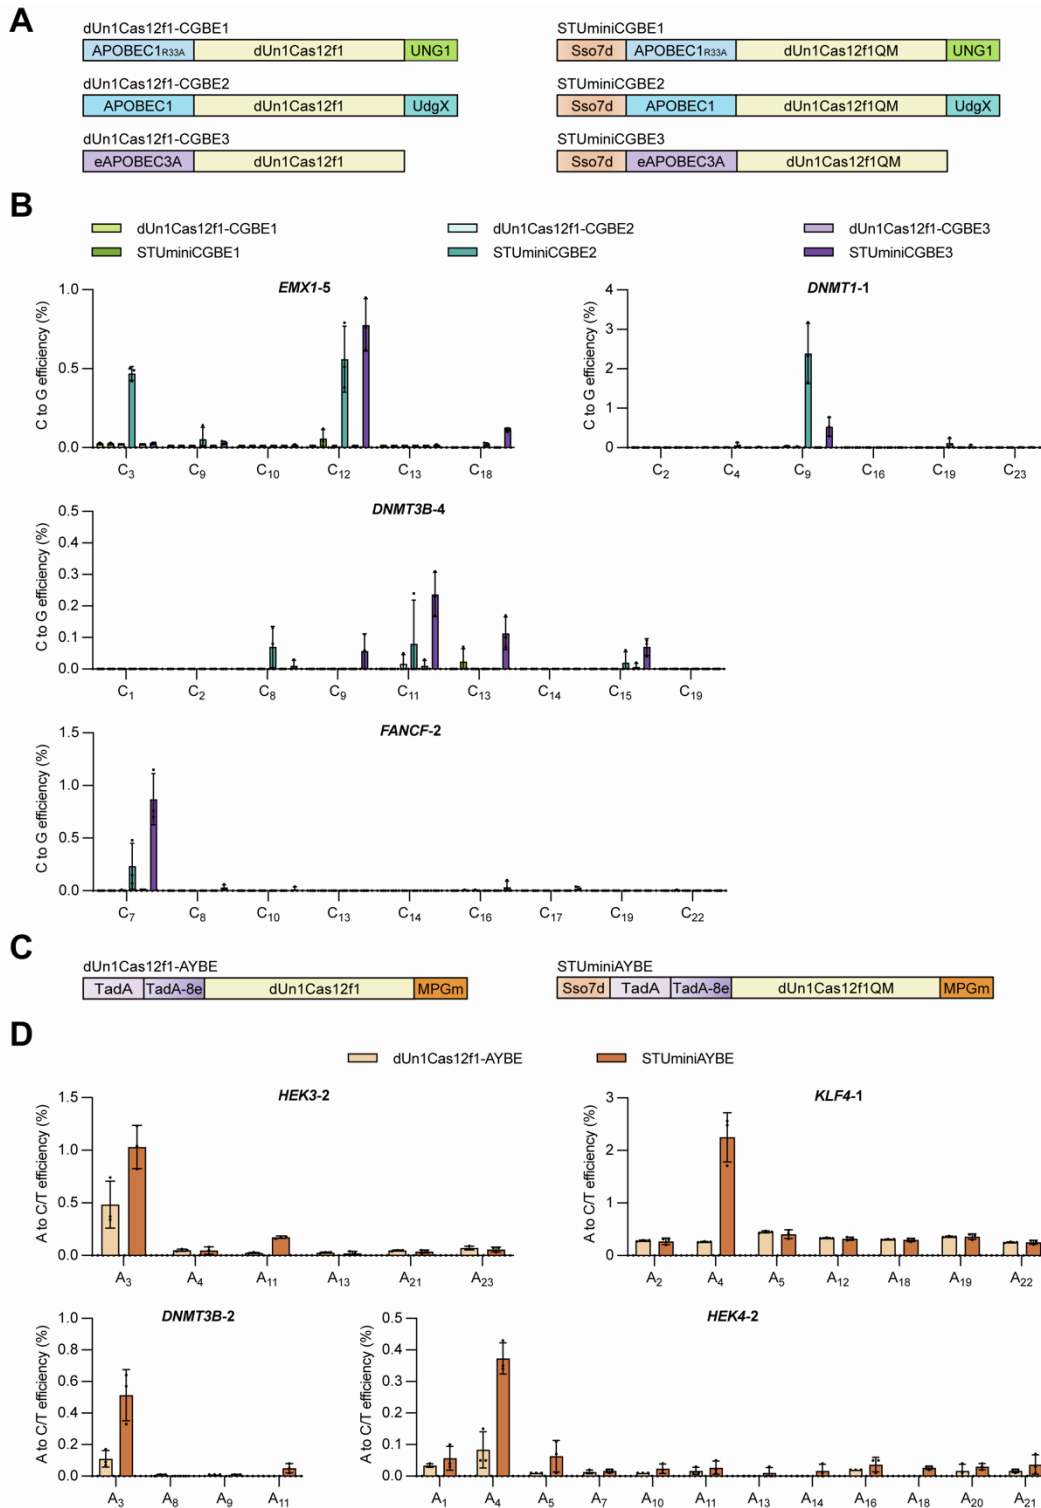 A
dUn1Cas12f1-CGBE1
APOBEC1R33A dUn1Cas12f1 UNG1
STUminiCGBE1
Sso7d APOBEC1R33A dUn1Cas12f1QM UNG1
dUn1Cas12f1-CGBE2
APOBEC1 dUn1Cas12f1 UdgX
STUminiCGBE2
Sso7d APOBEC1 dUn1Cas12f1QM UdgX
dUn1Cas12f1-CGBE3
eAPOBEC3A dUn1Cas12f1
STUminiCGBE3
Sso7d eAPOBEC3A dUn1Cas12f1QM
B
dUn1Cas12f1-CGBE1 dUn1Cas12f1-CGBE2 dUn1Cas12f1-CGBE3
STUminiCGBE1 STUminiCGBE2 STUminiCGBE3
EMX1-5
C to G efficiency (%)
1.0
0.5
0.0
C3 C9 C10 C12 C13 C18
DNMT1-1
C to G efficiency (%)
4
3
2
1
0
C2 C4 C9 C16 C19 C23
DNMT3B-4
C to G efficiency (%)
0.5
0.4
0.3
0.2
0.1
0.0
C1 C2 C8 C9 C11 C13 C14 C15 C19
FANCF-2
C to G efficiency (%)
1.5
1.0
0.5
0.0
C7 C8 C10 C13 C14 C16 C17 C19 C22
C
dUn1Cas12f1-AYBE
TadA TadA-8e dUn1Cas12f1 MPGm
STUminiAYBE
Sso7d TadA TadA-8e dUn1Cas12f1QM MPGm
D
dUn1Cas12f1-AYBE STUminiAYBE
HEK3-2
A to C/T efficiency (%)
1.5
1.0
0.5
0.0
A3 A4 A11 A13 A21 A23
KLF4-1
A to C/T efficiency (%)
3
2
1
0
A2 A4 A5 A12 A18 A19 A22
DNMT3B-2
A to C/T efficiency (%)
1.0
0.8
0.6
0.4
0.2
0.0
A3 A8 A9 A11
HEK4-2
A to C/T efficiency (%)
0.5
0.4
0.3
0.2
0.1
0.0
A1 A4 A5 A7 A10 A11 A13 A14 A16 A18 A20 A21